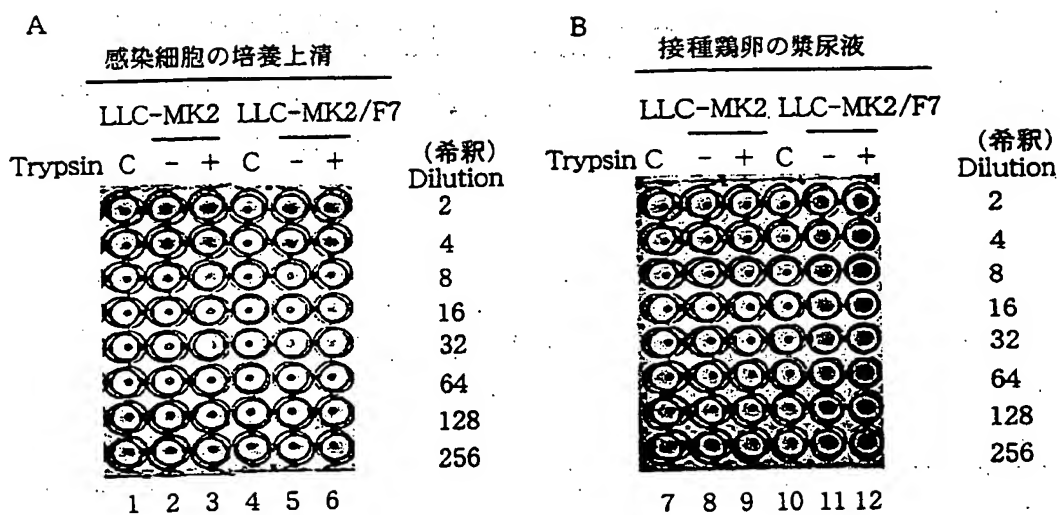 A
感染細胞の培養上清
LLC-MK2 LLC-MK2/F7
Trypsin C - + C - +
(希釈)
Dilution
2
4
8
16
32
64
128
256
1 2 3 4 5 6
B
接種鶏卵の漿尿液
LLC-MK2 LLC-MK2/F7
Trypsin C - + C - +
(希釈)
Dilution
2
4
8
16
32
64
128
256
7 8 9 10 11 12